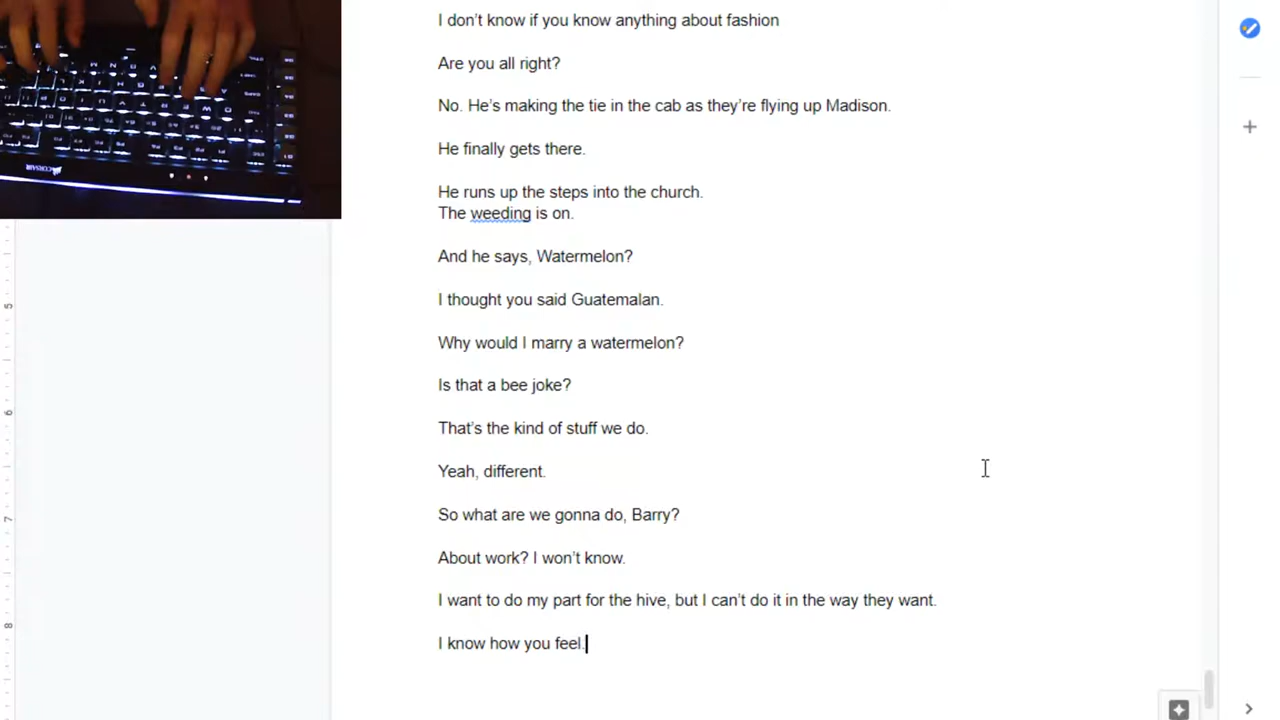 I don’t know if you know anything about fashion
Are you all right?
No. He’s making the tie in the cab as they’re flying up Madison.
He finally gets there.
He runs up the steps into the church.
The weeding is on.
And he says, Watermelon?
I thought you said Guatemalan.
Why would I marry a watermelon?
Is that a bee joke?
That’s the kind of stuff we do.
Yeah, different.
So what are we gonna do, Barry?
About work? I won’t know.
I want to do my part for the hive, but I can’t do it in the way they want.
I know how you feel.
5
6
7
8
CORSAIR